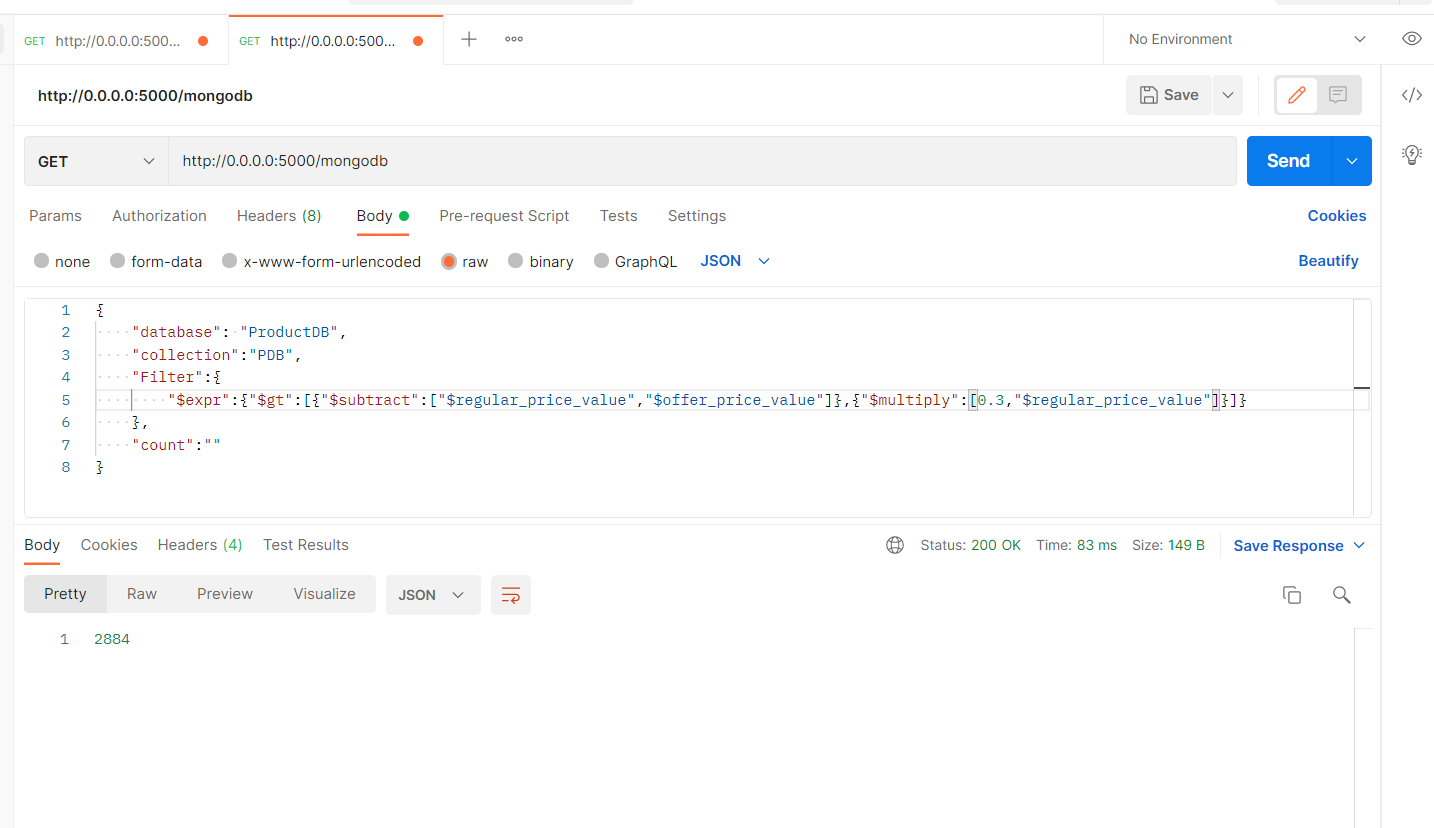 GET http://0.0.0.0:500...
GET http://0.0.0.0:500...
No Environment
http://0.0.0.0:5000/mongodb
Save
GET http://0.0.0.0:5000/mongodb
Send
Params Authorization Headers (8) Body Pre-request Script Tests Settings Cookies
none form-data x-www-form-urlencoded raw binary GraphQL JSON Beautify
1 {
2 "database": "ProductDB",
3 "collection":"PDB",
4 "Filter":{
5 "$expr":{"$gt":[{"$subtract":["$regular_price_value","$offer_price_value"]},{"$multiply":[0.3,"$regular_price_value"]}]}
6 },
7 "count":""
8 }
Body Cookies Headers (4) Test Results Status: 200 OK Time: 83 ms Size: 149 B Save Response
Pretty Raw Preview Visualize JSON
1 2884